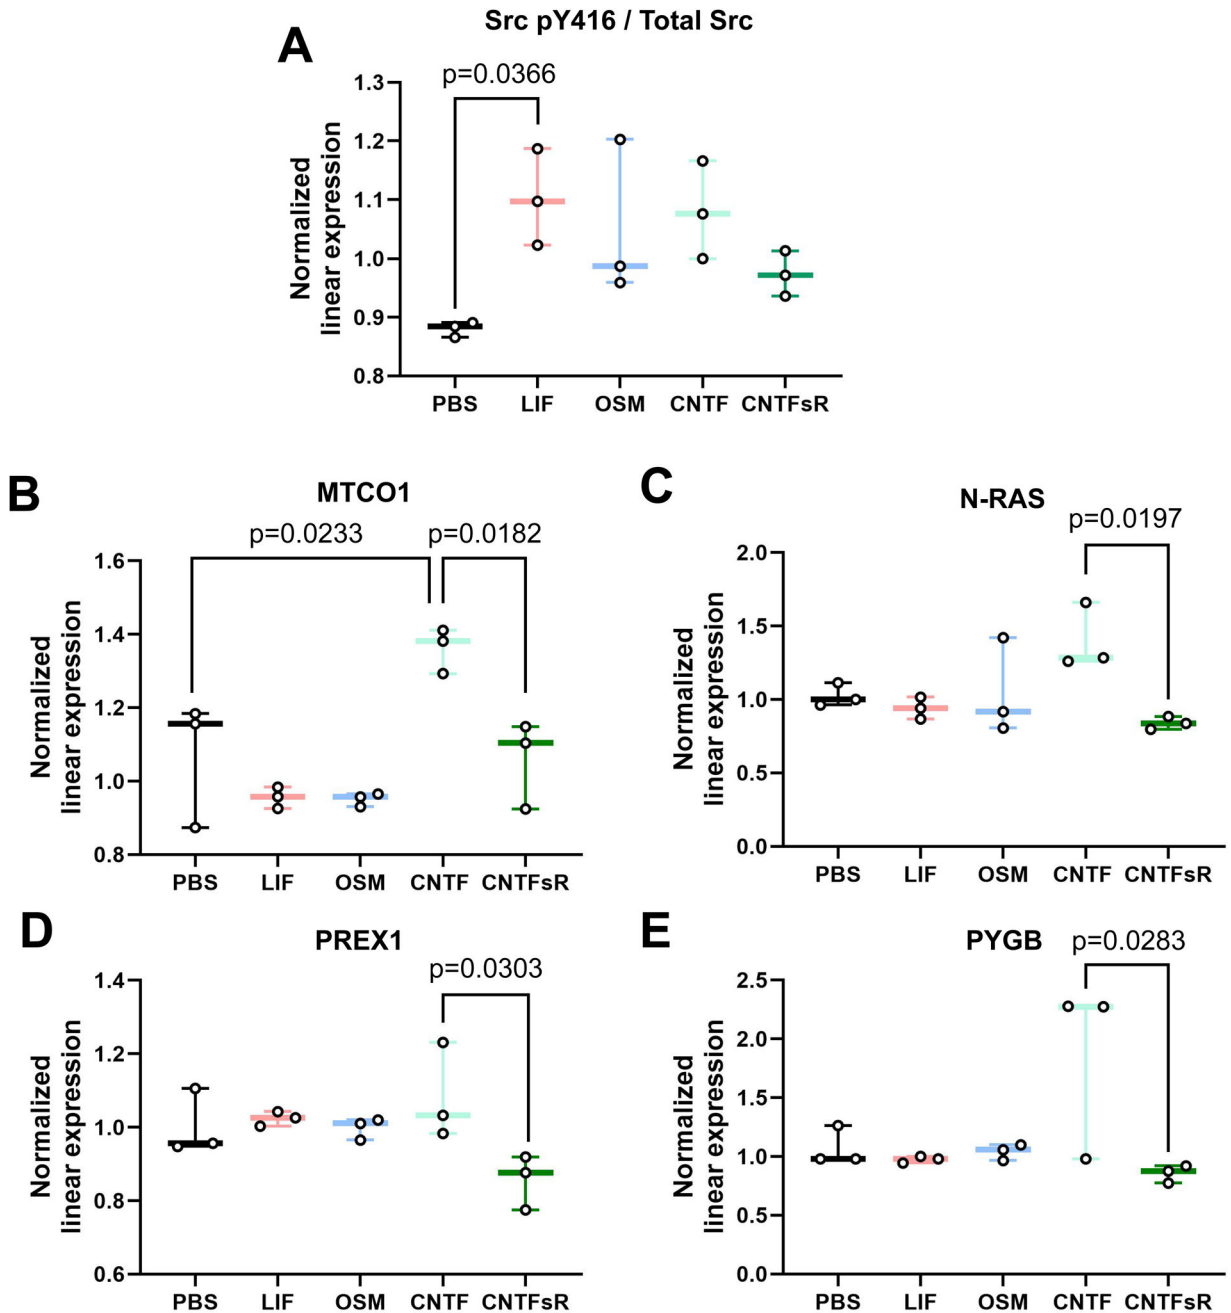 Src pY416 / Total Src
A
p=0.0366
Normalized
linear expression
1.3
1.2
1.1
1.0
0.9
0.8
PBS LIF OSM CNTF CNTFsR
B
MTCO1
p=0.0233 p=0.0182
Normalized
linear expression
1.6
1.4
1.2
1.0
0.8
PBS LIF OSM CNTF CNTFsR
C
N-RAS
p=0.0197
Normalized
linear expression
2.0
1.5
1.0
0.5
0.0
PBS LIF OSM CNTF CNTFsR
D
PREX1
p=0.0303
Normalized
linear expression
1.4
1.2
1.0
0.8
0.6
PBS LIF OSM CNTF CNTFsR
E
PYGB
p=0.0283
Normalized
linear expression
2.5
2.0
1.5
1.0
0.5
0.0
PBS LIF OSM CNTF CNTFsR